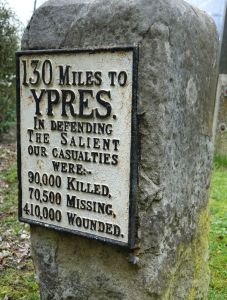 130 MILES TO
YPRES.
IN DEFENDING
THE SALIENT
OUR CASUALTIES
WERE:-
90,000 KILLED,
70,500 MISSING,
410,000 WOUNDED.